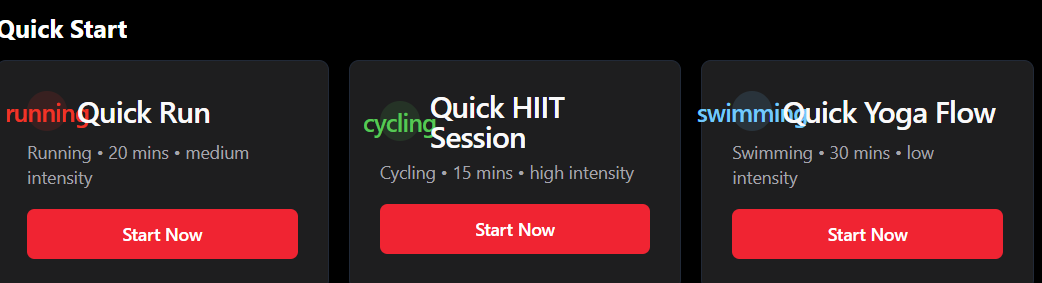 Quick Start
running Quick Run
Running • 20 mins • medium
intensity
Start Now
cycling Quick HIIT
Session
Cycling • 15 mins • high intensity
Start Now
swimming Quick Yoga Flow
Swimming • 30 mins • low
intensity
Start Now